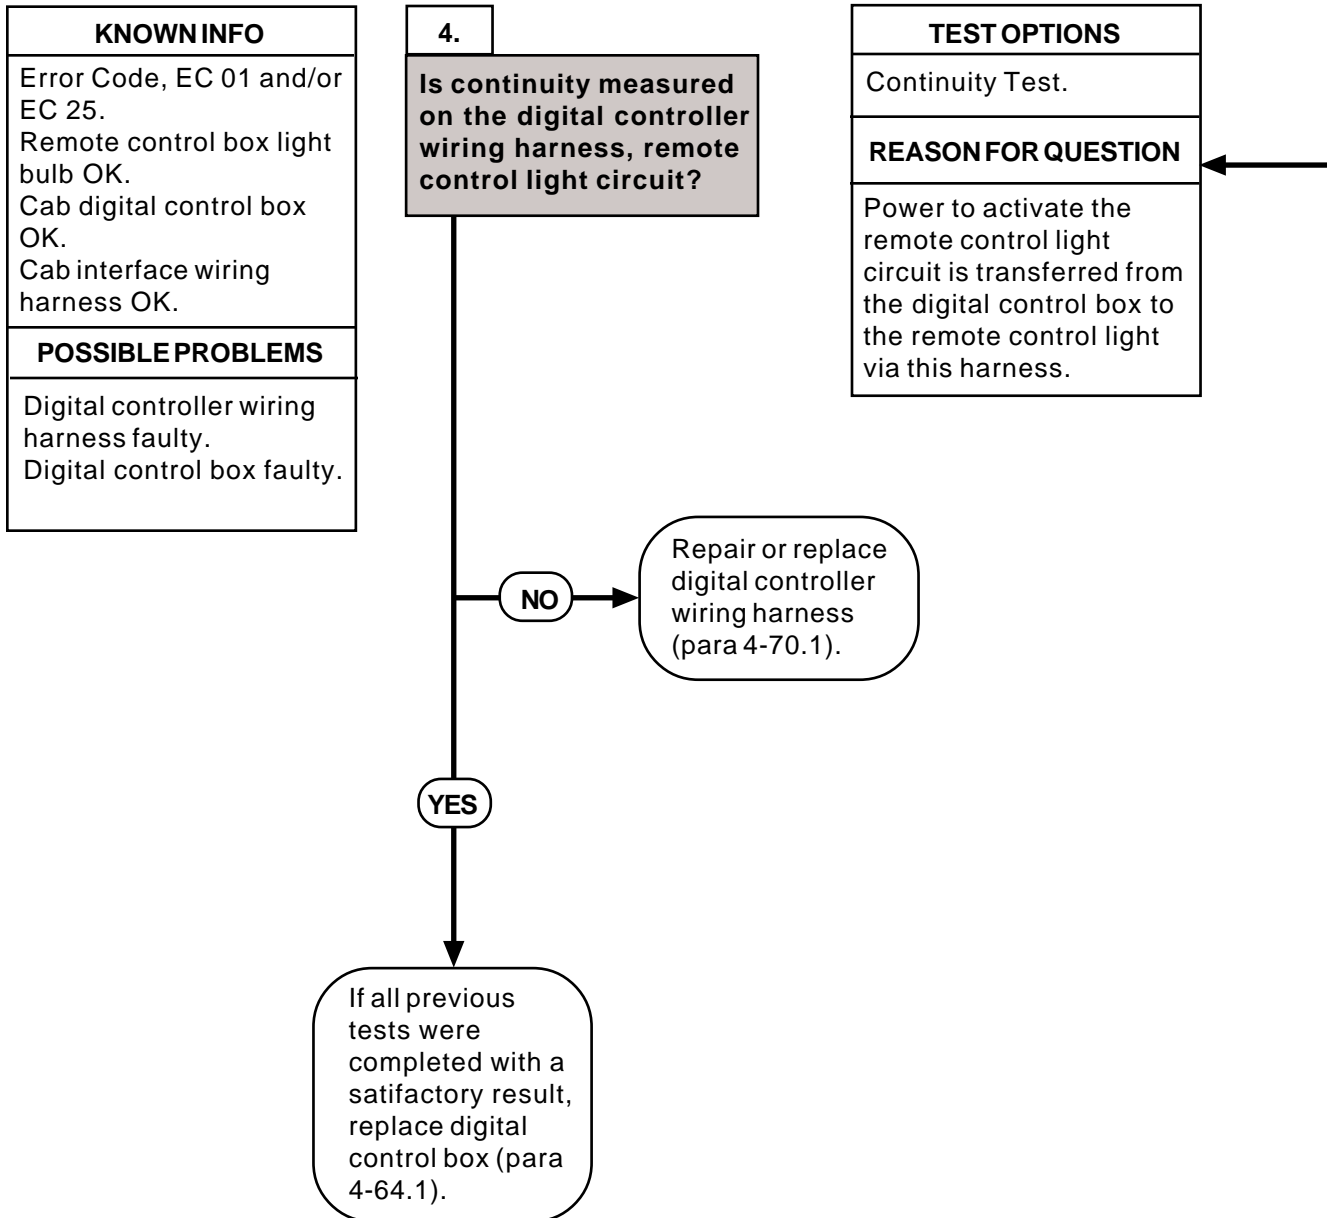 KNOWN INFO
Error Code, EC 01 and/or
EC 25.
Remote control box light
bulb OK.
Cab digital control box
OK.
Cab interface wiring
harness OK.
POSSIBLE PROBLEMS
Digital controller wiring
harness faulty.
Digital control box faulty.
4.
Is continuity measured
on the digital controller
wiring harness, remote
control light circuit?
TEST OPTIONS
Continuity Test.
REASON FOR QUESTION
Power to activate the
remote control light
circuit is transferred from
the digital control box to
the remote control light
via this harness.
NO
Repair or replace
digital controller
wiring harness
(para 4-70.1).
YES
If all previous
tests were
completed with a
satifactory result,
replace digital
control box (para
4-64.1).